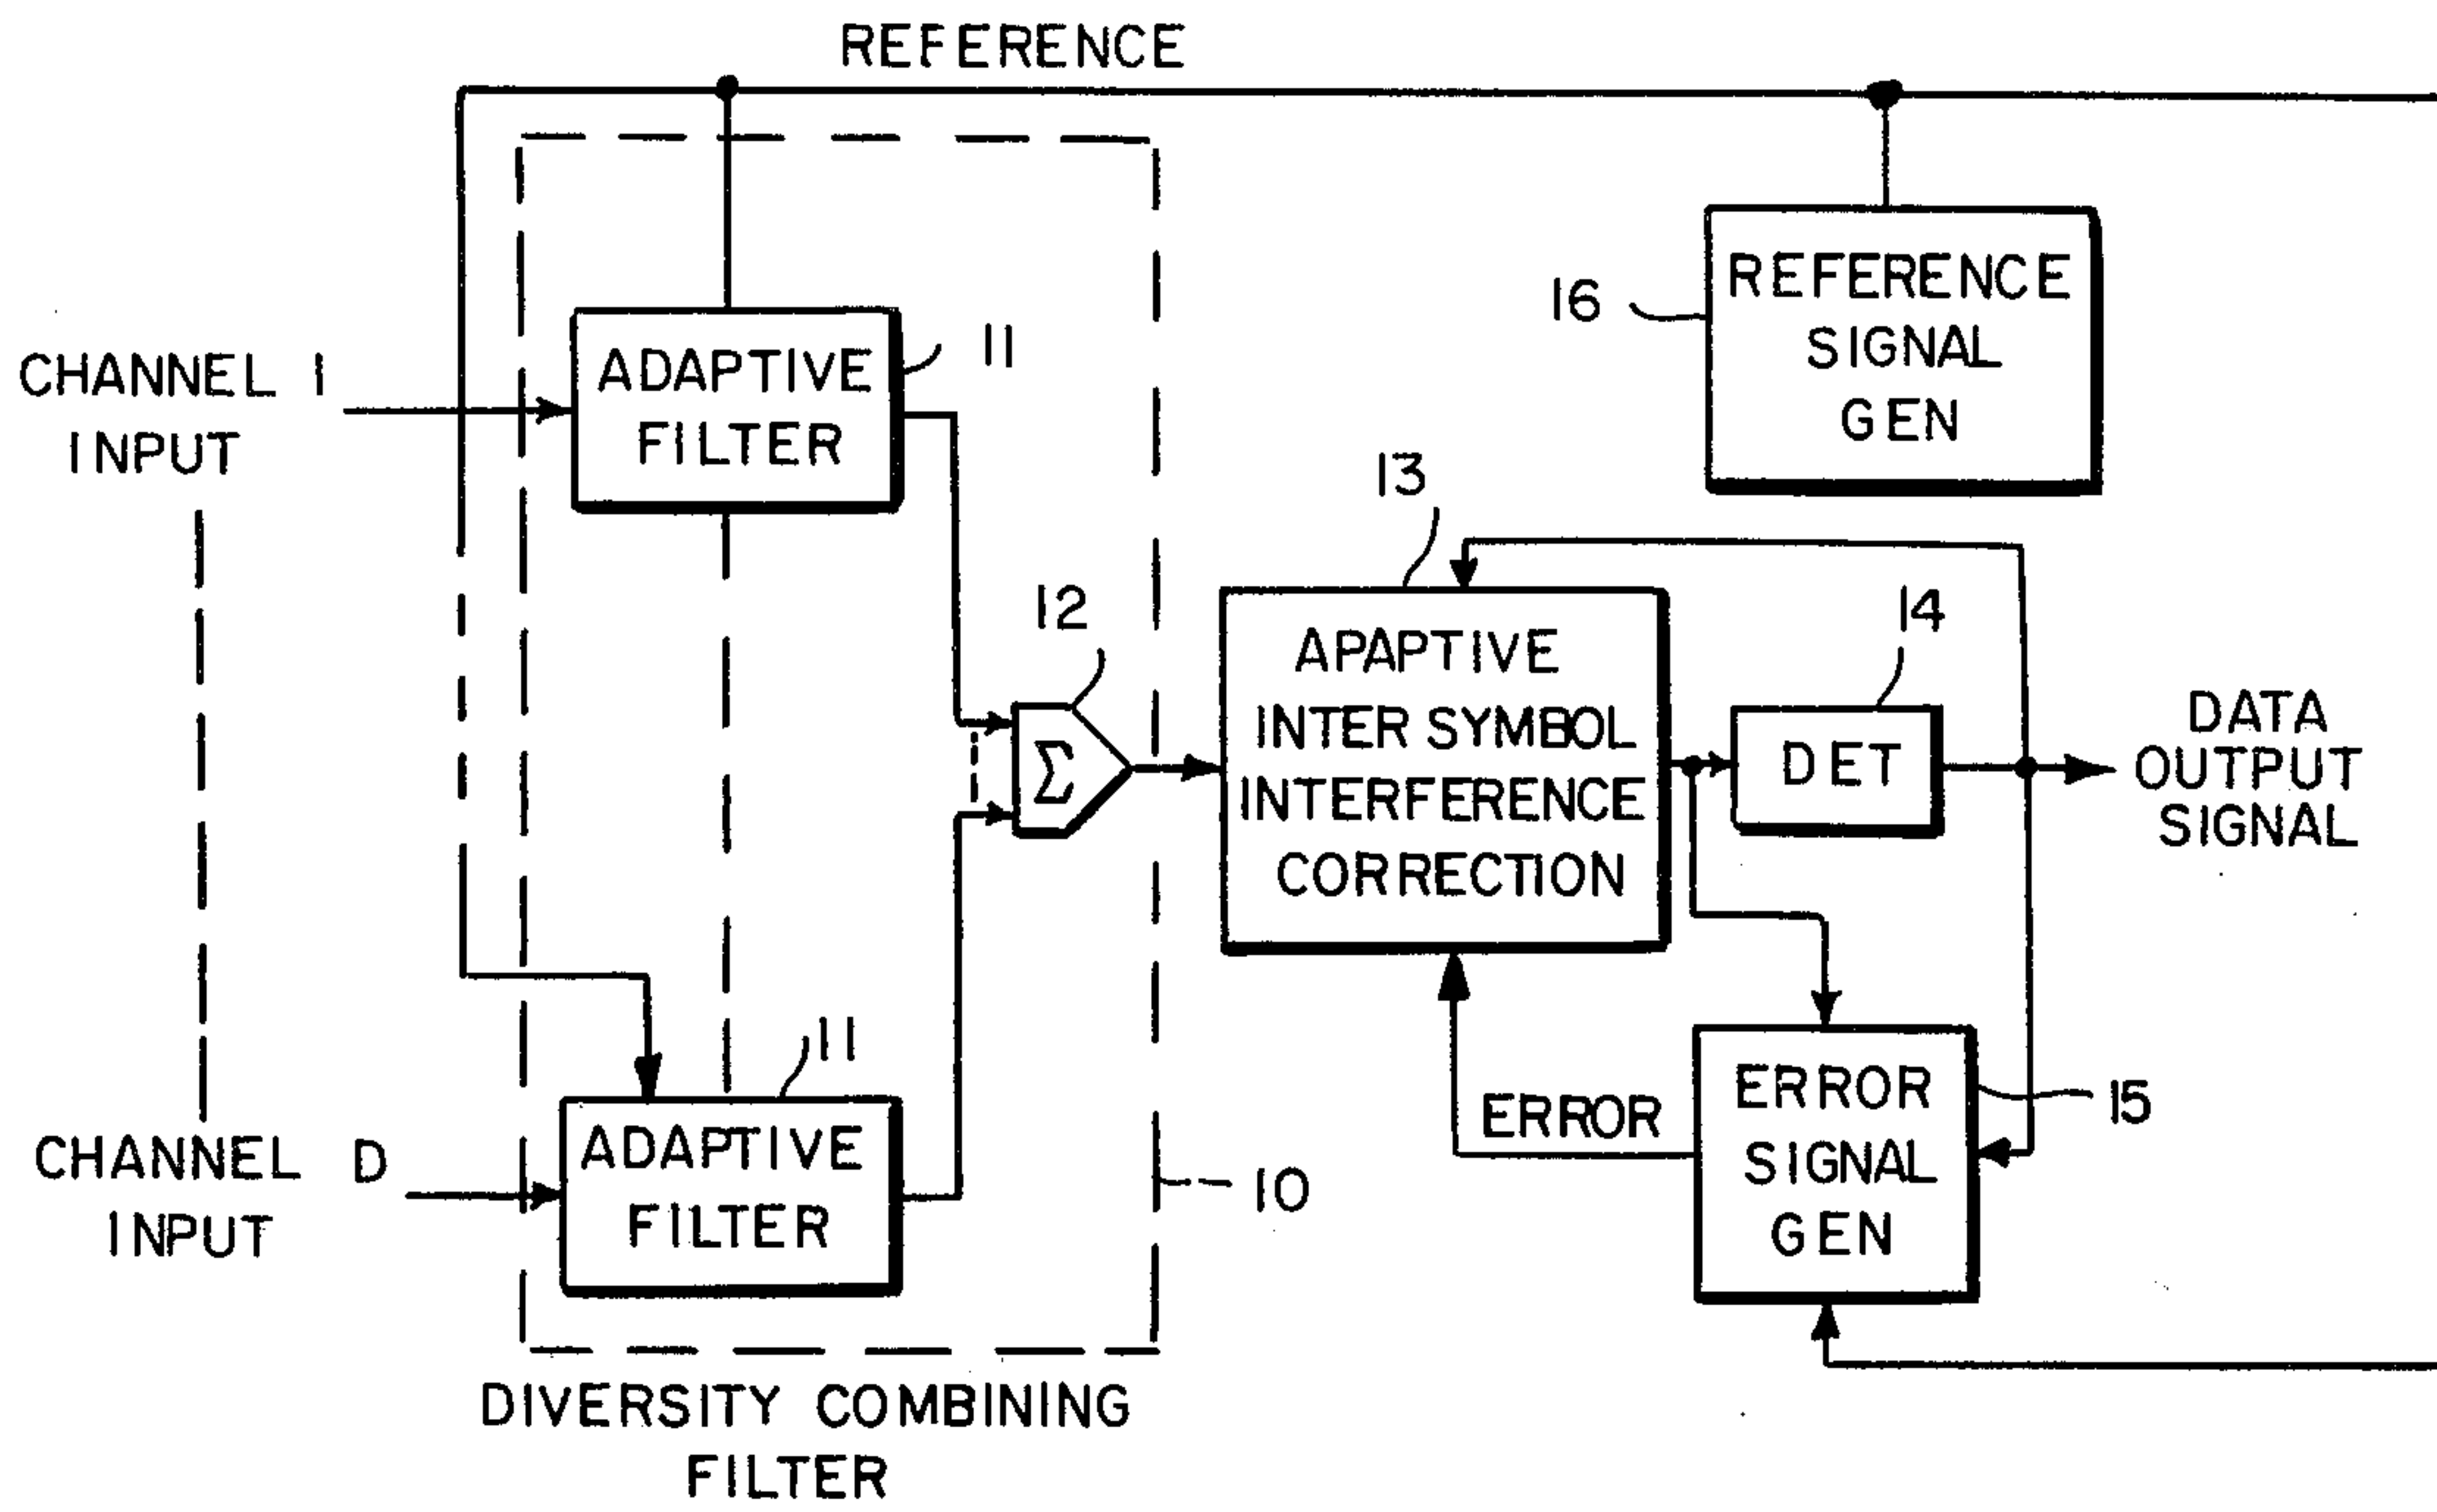 REFERENCE
CHANNEL 1
INPUT
ADAPTIVE
FILTER
11
16
REFERENCE
SIGNAL
GEN
13
12
Σ
APAPTIVE
INTER SYMBOL
INTERFERENCE
CORRECTION
14
DET
DATA
OUTPUT
SIGNAL
CHANNEL D
INPUT
11
ADAPTIVE
FILTER
10
ERROR
ERROR
SIGNAL
GEN
15
DIVERSITY COMBINING
FILTER